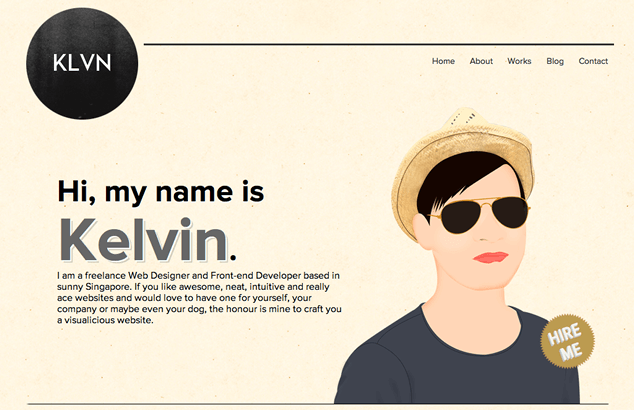 KLVN
Home About Works Blog Contact
Hi, my name is
Kelvin.
I am a freelance Web Designer and Front-end Developer based in
sunny Singapore. If you like awesome, neat, intuitive and really
ace websites and would love to have one for yourself, your
company or maybe even your dog, the honour is mine to craft you
a visualicious website.
HIRE
ME